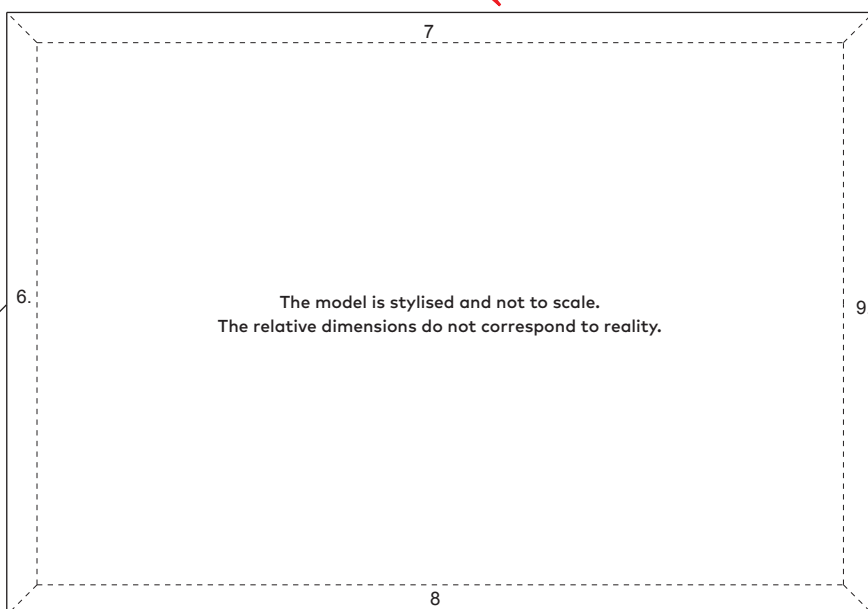 7
6.
The model is stylised and not to scale.
The relative dimensions do not correspond to reality.
9
8